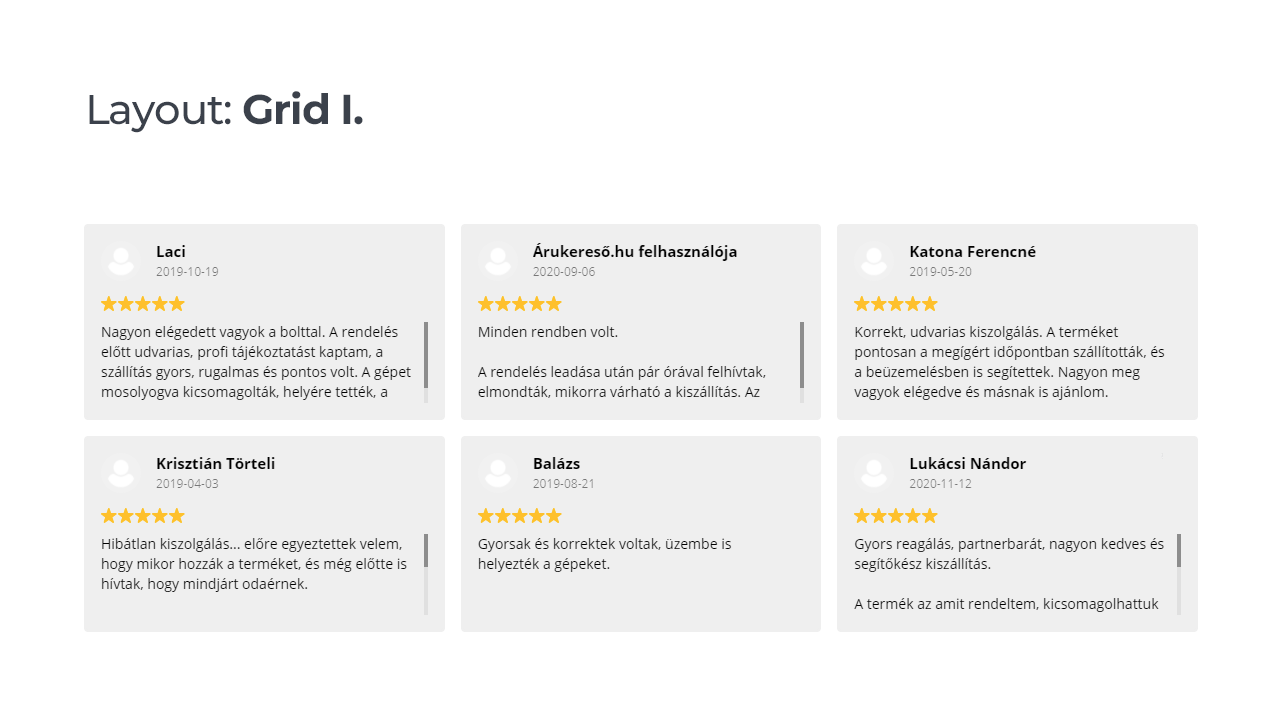 Layout: Grid I.
Laci
2019-10-19
Nagyon elégedett vagyok a bolttal. A rendelés
előtt udvarias, profi tájékoztatást kaptam, a
szállítás gyors, rugalmas és pontos volt. A gépet
mosolyogva kicsomagolták, helyére tették, a
Árukereső.hu felhasználója
2020-09-06
Minden rendben volt.
A rendelés leadása után pár órával felhívtak,
elmondták, mikorra várható a kiszállítás. Az
Katona Ferencné
2019-05-20
Korrekt, udvarias kiszolgálás. A terméket
pontosan a megígért időpontban szállították, és
a beüzemelésben is segítettek. Nagyon meg
vagyok elégedve és másnak is ajánlom.
Krisztián Törteli
2019-04-03
Hibátlan kiszolgálás... előre egyeztettek velem,
hogy mikor hozzák a terméket, és még előtte is
hívtak, hogy mindjárt odaérnek.
Balázs
2019-08-21
Gyorsak és korrektek voltak, üzembe is
helyezték a gépeket.
Lukácsi Nándor
2020-11-12
Gyors reagálás, partnerbarát, nagyon kedves és
segítőkész kiszállítás.
A termék az amit rendeltem, kicsomagolhattuk